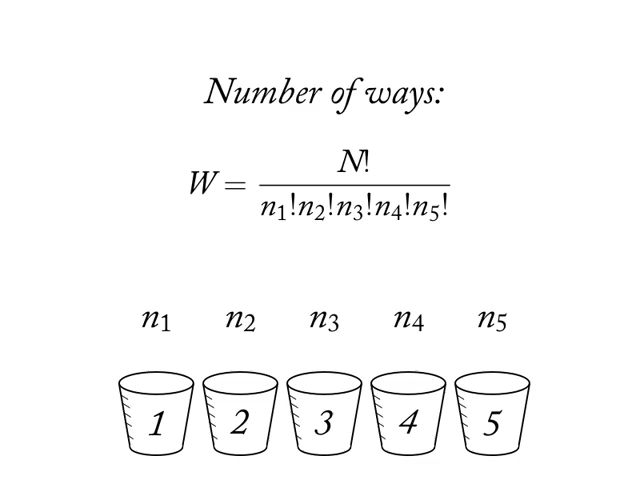 Number of ways:
W = N! / n₁!n₂!n₃!n₄!n₅!
n₁ n₂ n₃ n₄ n₅
1 2 3 4 5